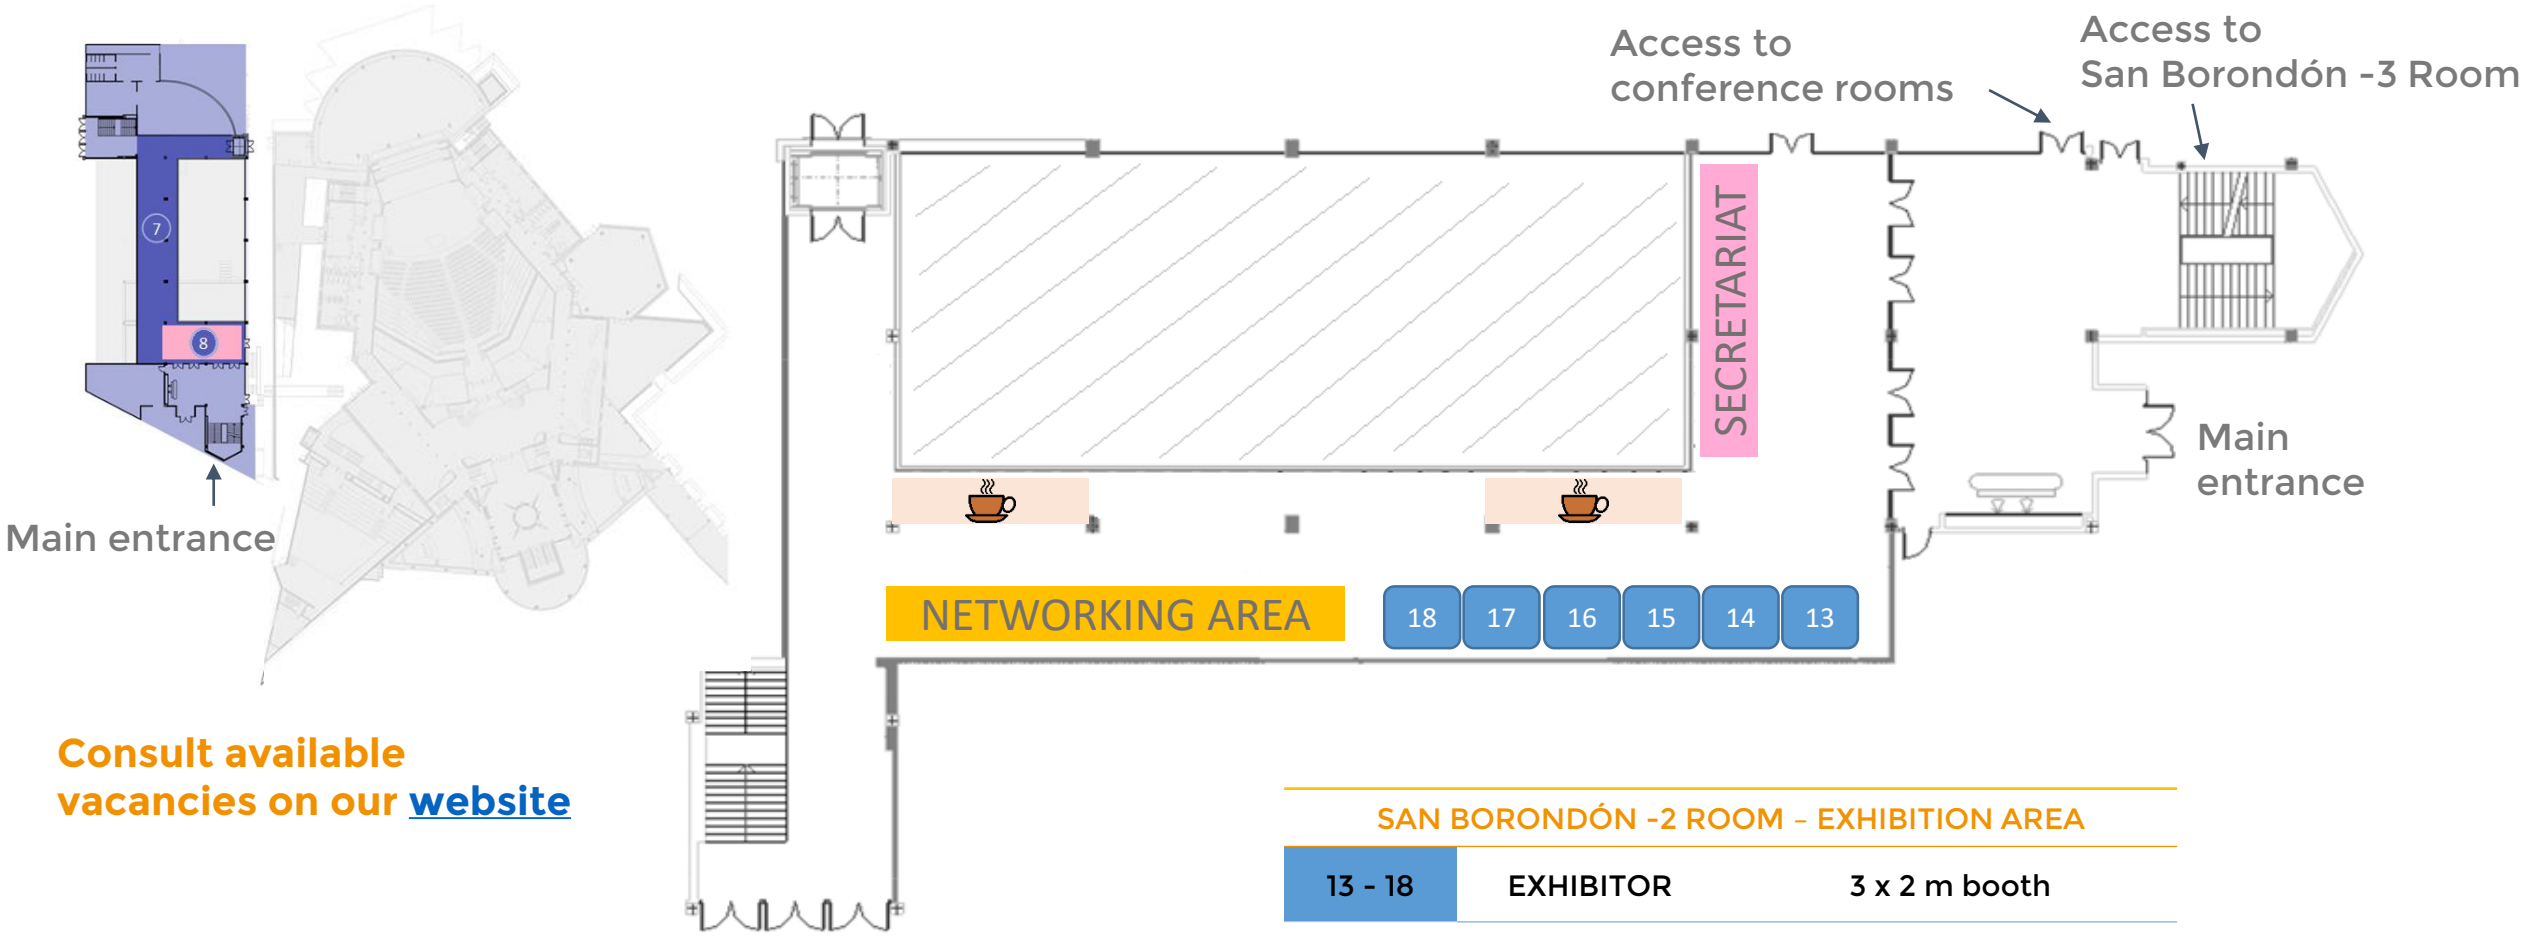 Access to
conference rooms
Access to
San Borondón -3 Room
7
8
Main entrance
SECRETARIAT
Main
entrance
NETWORKING AREA
18
17
16
15
14
13
Consult available
vacancies on our website
SAN BORONDÓN -2 ROOM – EXHIBITION AREA
13 - 18 EXHIBITOR 3 x 2 m booth